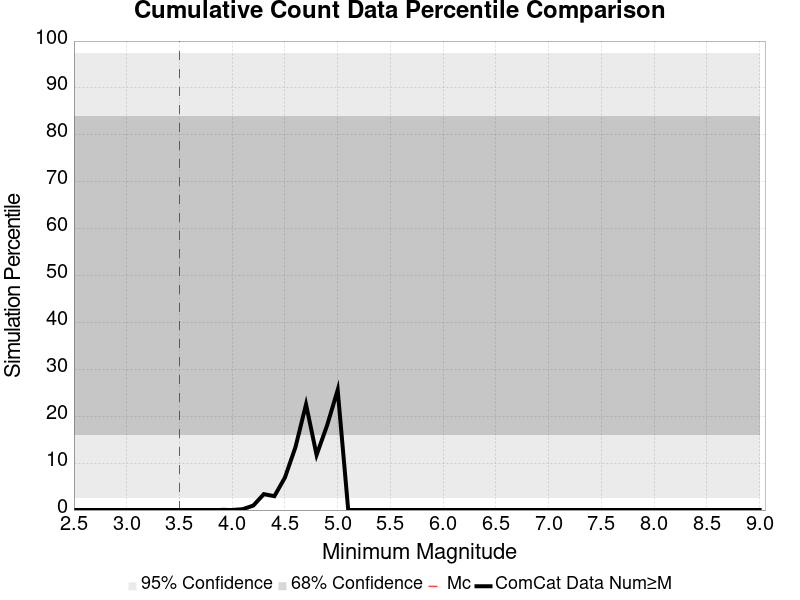 Cumulative Count Data Percentile Comparison
100
90
80
70
60
50
40
30
20
10
0
Simulation Percentile
2.5 3.0 3.5 4.0 4.5 5.0 5.5 6.0 6.5 7.0 7.5 8.0 8.5 9.0
Minimum Magnitude
95% Confidence 68% Confidence Mc ComCat Data Num≥M